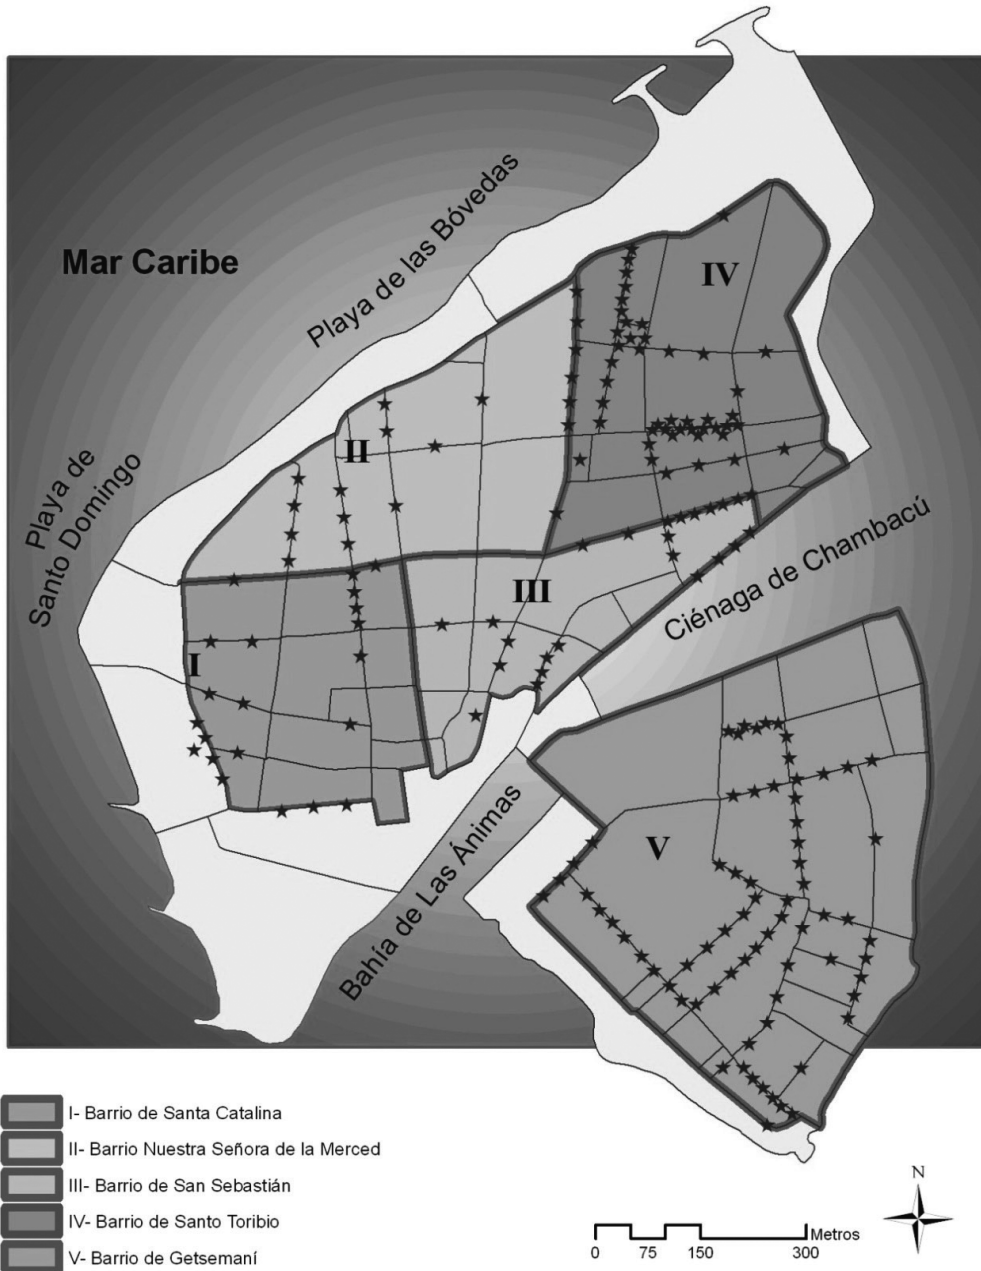 Mar Caribe
Playa de las Bóvedas
Playa de
Santo Domingo
IV
II
III
I
Ciénaga de Chambacú
Bahía de Las Ánimas
V
I- Barrio de Santa Catalina
II- Barrio Nuestra Señora de la Merced
III- Barrio de San Sebastián
IV- Barrio de Santo Toribio
V- Barrio de Getsemaní
N
Metros
0 75 150 300